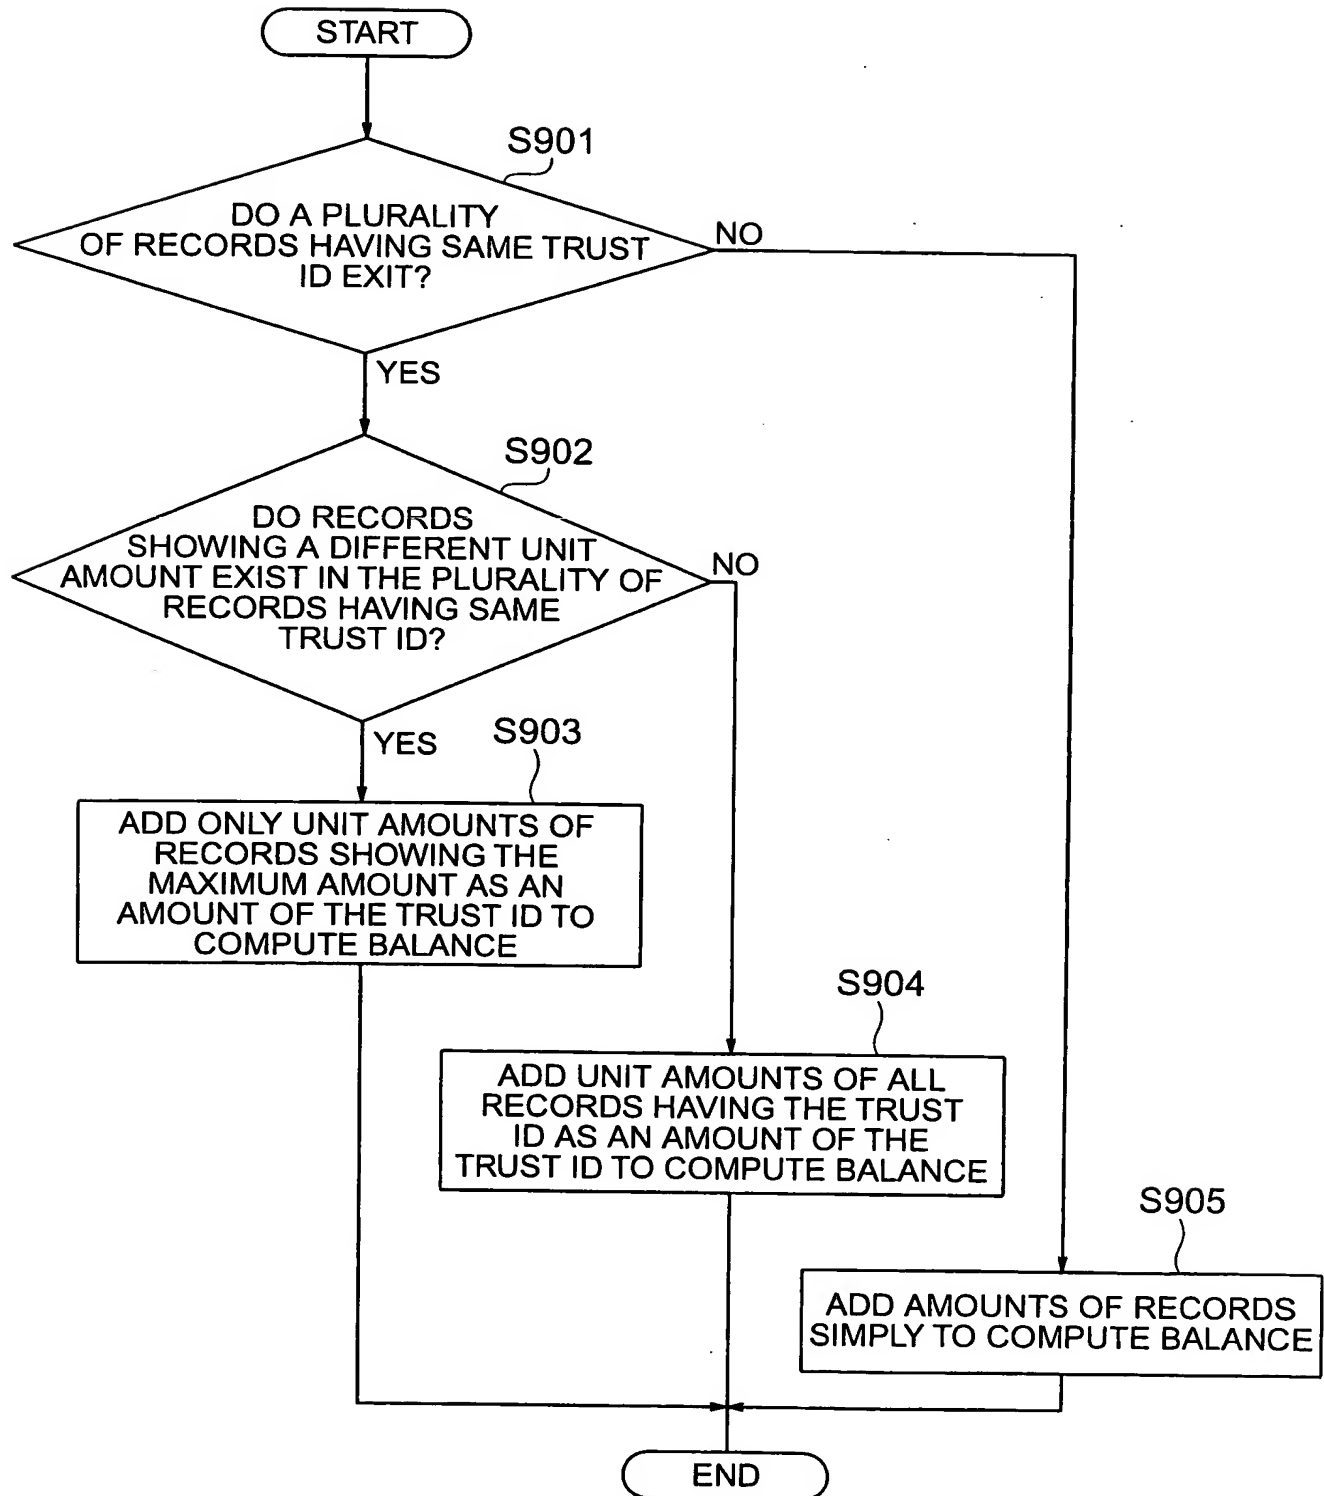 START
S901
DO A PLURALITY
OF RECORDS HAVING SAME TRUST
ID EXIT?
NO
YES
S902
DO RECORDS
SHOWING A DIFFERENT UNIT
AMOUNT EXIST IN THE PLURALITY OF
RECORDS HAVING SAME
TRUST ID?
NO
YES
S903
ADD ONLY UNIT AMOUNTS OF
RECORDS SHOWING THE
MAXIMUM AMOUNT AS AN
AMOUNT OF THE TRUST ID TO
COMPUTE BALANCE
S904
ADD UNIT AMOUNTS OF ALL
RECORDS HAVING THE TRUST
ID AS AN AMOUNT OF THE
TRUST ID TO COMPUTE BALANCE
S905
ADD AMOUNTS OF RECORDS
SIMPLY TO COMPUTE BALANCE
END